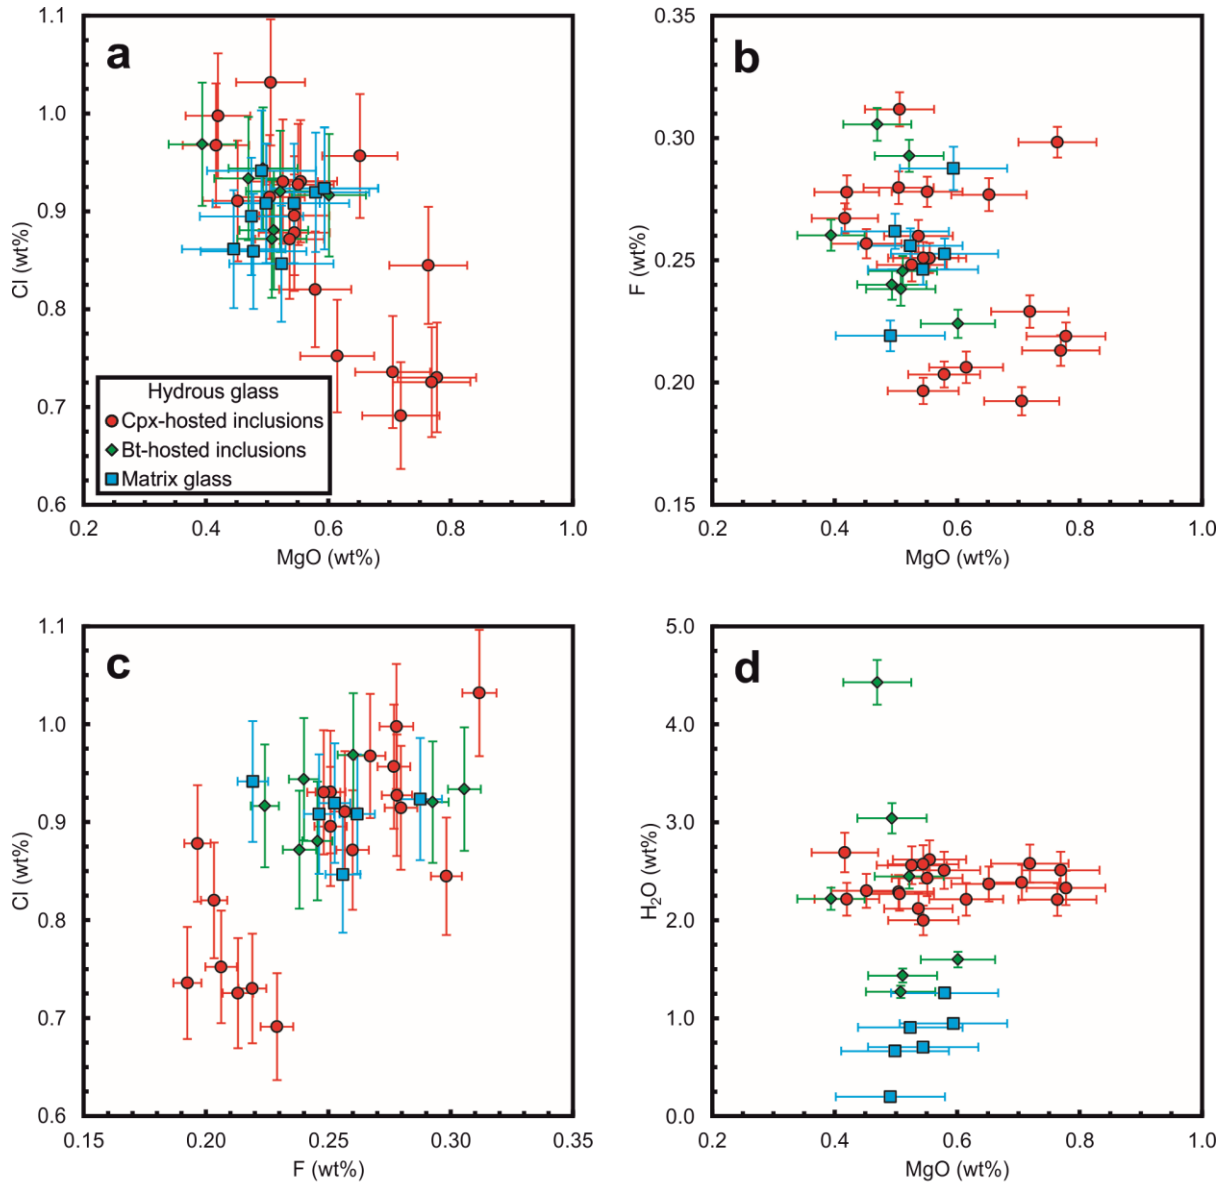 a
1.1
1.0
0.9
0.8
0.7
0.6
Cl (wt%)
Hydrous glass
Cpx-hosted inclusions
Bt-hosted inclusions
Matrix glass
0.2 0.4 0.6 0.8 1.0
MgO (wt%)
b
0.35
0.30
0.25
0.20
0.15
F (wt%)
0.2 0.4 0.6 0.8 1.0
MgO (wt%)
c
1.1
1.0
0.9
0.8
0.7
0.6
Cl (wt%)
0.15 0.20 0.25 0.30 0.35
F (wt%)
d
5.0
4.0
3.0
2.0
1.0
0.0
H₂O (wt%)
0.2 0.4 0.6 0.8 1.0
MgO (wt%)